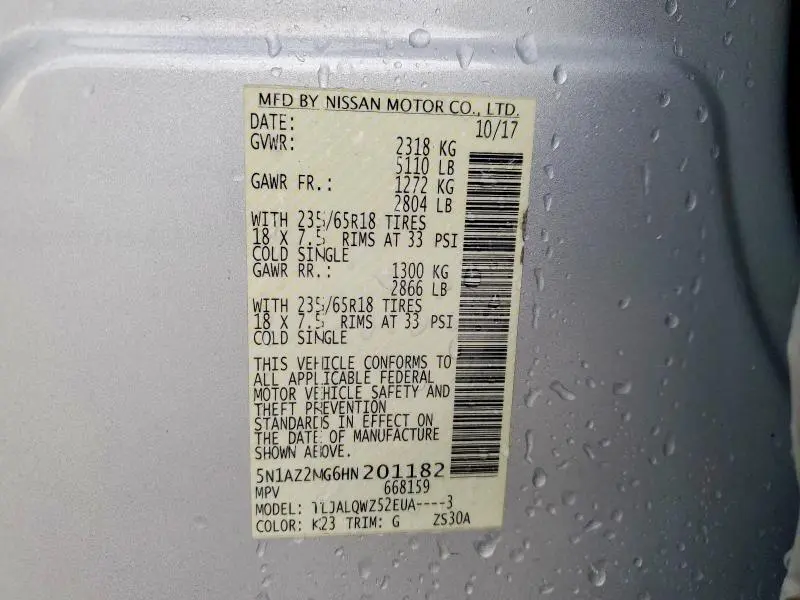 MFD BY NISSAN MOTOR CO., LTD.
DATE: 10/17
GVWR: 2318 KG
5110 LB
GAWR FR.: 1272 KG
2804 LB
WITH 235/65R18 TIRES
18 X 7.5 RIMS AT 33 PSI
COLD SINGLE
GAWR RR.: 1300 KG
2866 LB
WITH 235/65R18 TIRES
18 X 7.5 RIMS AT 33 PSI
COLD SINGLE
THIS VEHICLE CONFORMS TO
ALL APPLICABLE FEDERAL
MOTOR VEHICLE SAFETY AND
THEFT PREVENTION
STANDARDS IN EFFECT ON
THE DATE OF MANUFACTURE
SHOWN ABOVE.
5N1AZ2MG6HN201182
MPV 668159
MODEL: TLJALQWZ52EUA----3
COLOR: K23 TRIM: G ZS30A